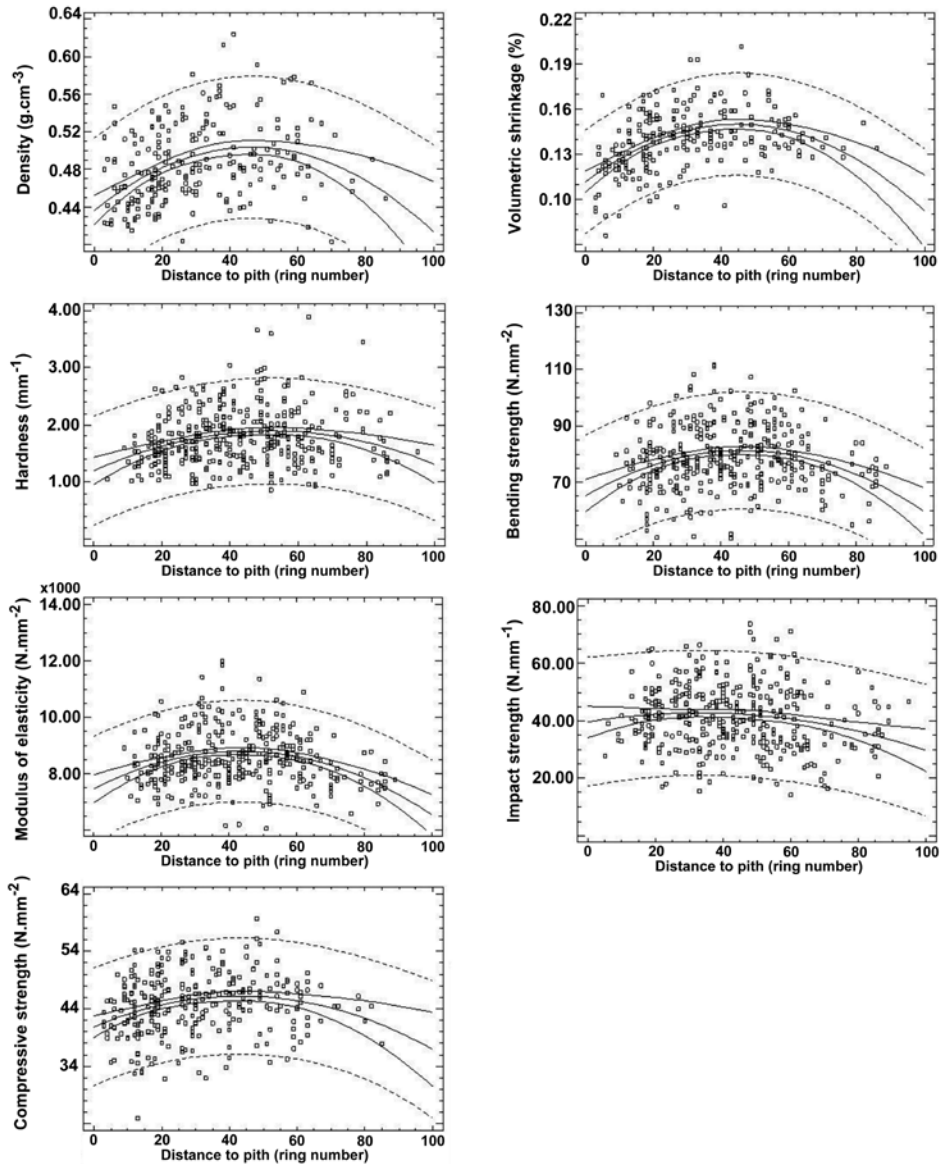 0.64
0.60
0.56
0.52
0.48
0.44
Density (g.cm-3)
0 20 40 60 80 100
Distance to pith (ring number)
0.22
0.19
0.16
0.13
0.10
Volumetric shrinkage (%)
0 20 40 60 80 100
Distance to pith (ring number)
4.00
3.00
2.00
1.00
Hardness (mm-1)
0 20 40 60 80 100
Distance to pith (ring number)
130
110
90
70
Bending strength (N.mm-2)
0 20 40 60 80 100
Distance to pith (ring number)
x1000
14.00
12.00
10.00
8.00
Modulus of elasticity (N.mm-2)
0 20 40 60 80 100
Distance to pith (ring number)
80.00
60.00
40.00
20.00
Impact strength (N.mm-1)
0 20 40 60 80 100
Distance to pith (ring number)
64
54
44
34
Compressive strength (N.mm-2)
0 20 40 60 80 100
Distance to pith (ring number)